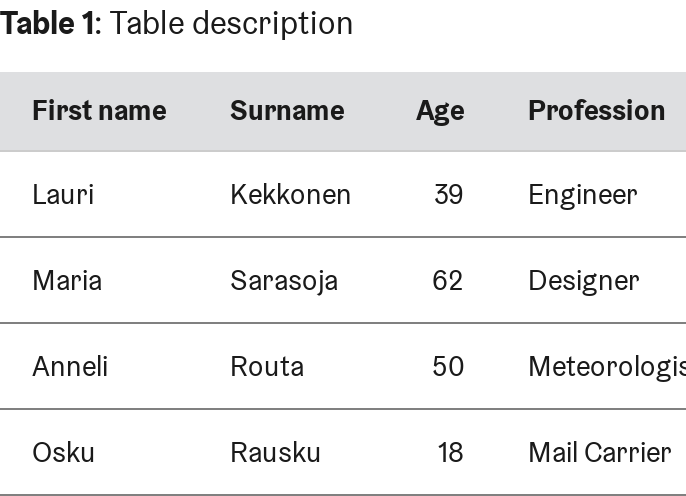 Table 1: Table description
First name Surname Age Profession
Lauri Kekkonen 39 Engineer
Maria Sarasoja 62 Designer
Anneli Routa 50 Meteorologis
Osku Rausku 18 Mail Carrier